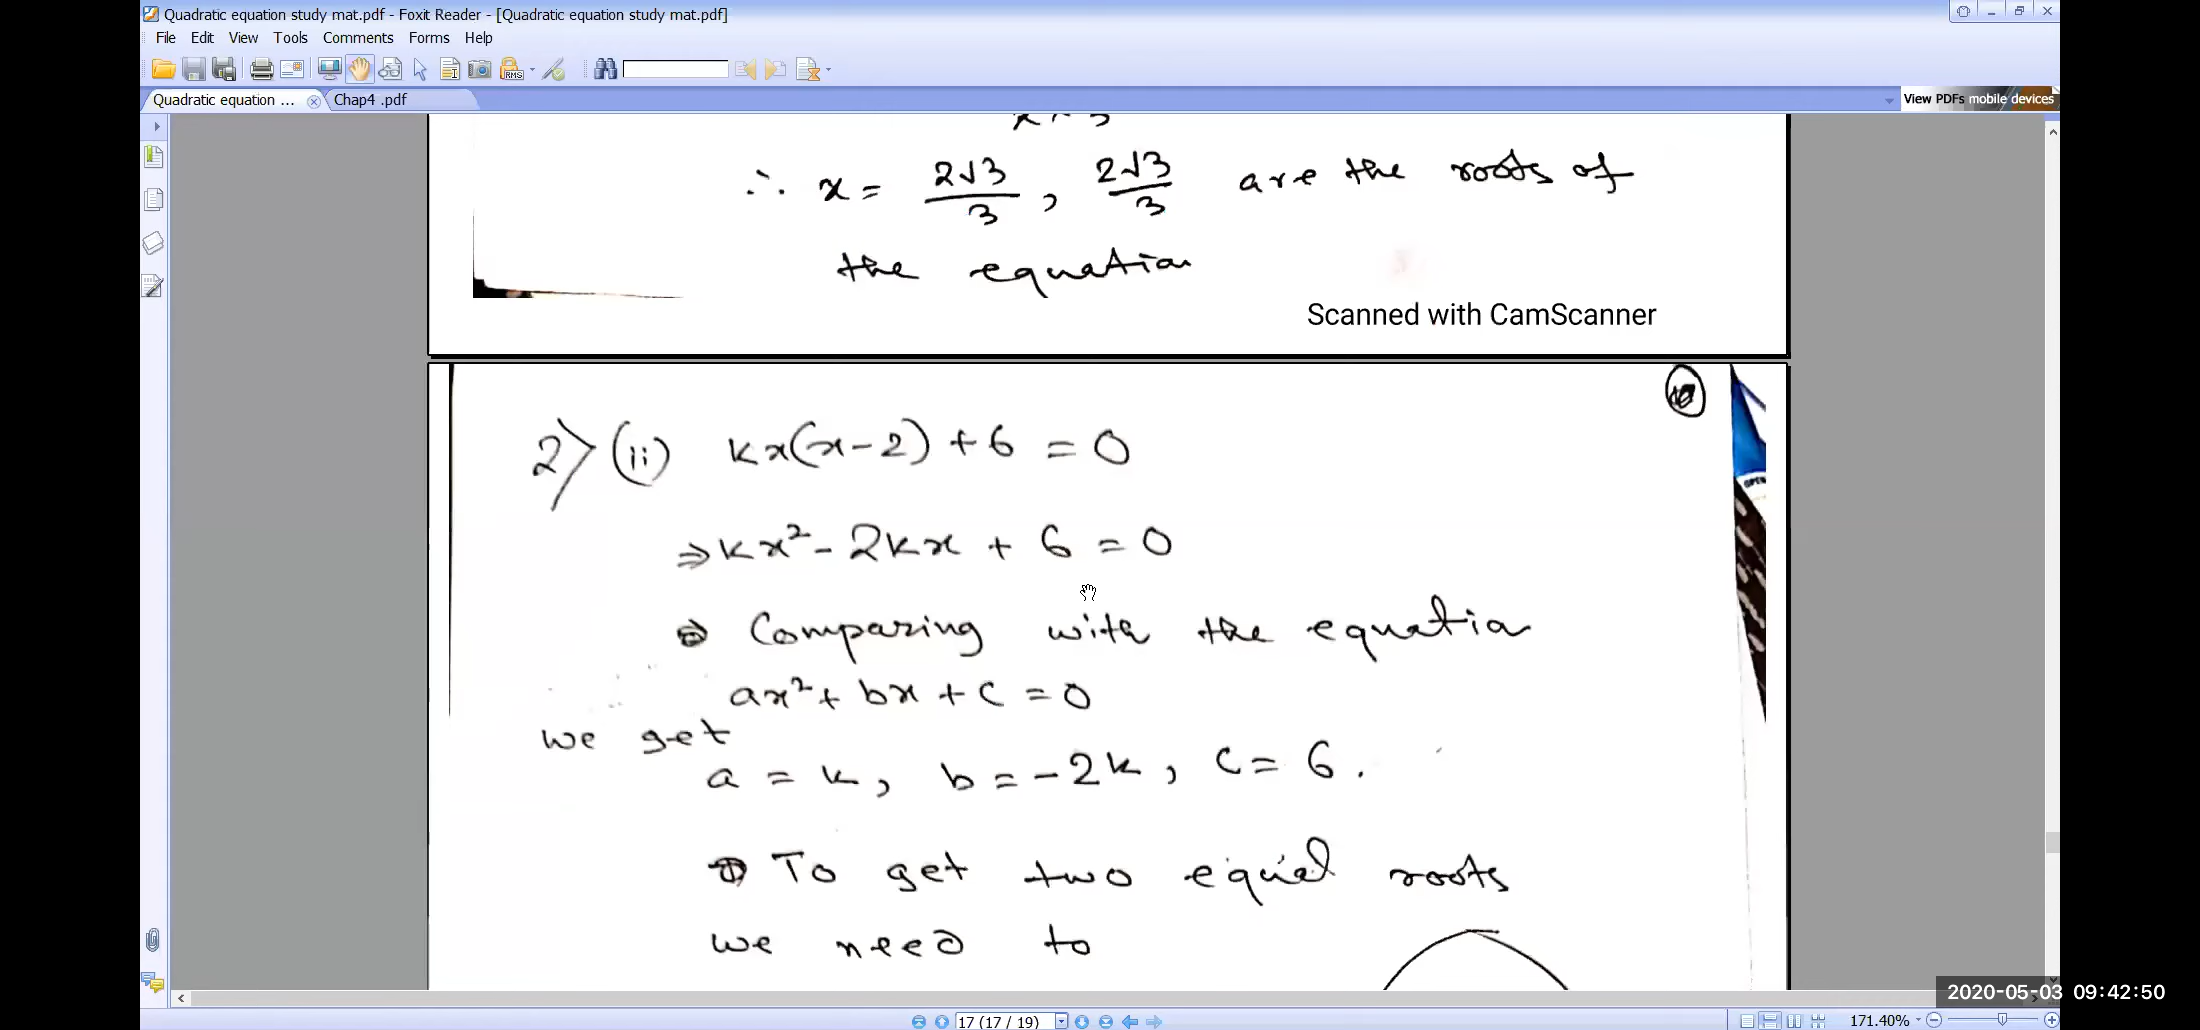 Quadratic equation study mat.pdf - Foxit Reader - [Quadratic equation study mat.pdf]
File Edit View Tools Comments Forms Help
Quadratic equation ... Chap4 .pdf
View PDFs mobile devices
∴ x = 2√3/3 , 2√3/3 are the roots of
the equation
Scanned with CamScanner
2) (ii) kx(x-2) + 6 = 0
⇒ kx² - 2kx + 6 = 0
Comparing with the equation
ax² + bx + c = 0
we get
a = k, b = -2k, c = 6.
To get two equal roots
we need to
2020-05-03 09:42:50
17 (17 / 19)
171.40%